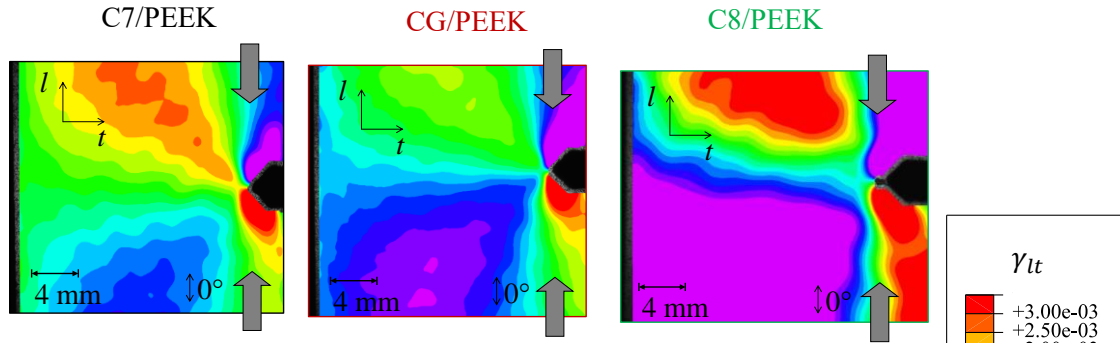 C7/PEEK
CG/PEEK
C8/PEEK
l
t
l
t
l
t
4 mm
0°
4 mm
0°
4 mm
0°
γlt
+3.00e-03
+2.50e-03